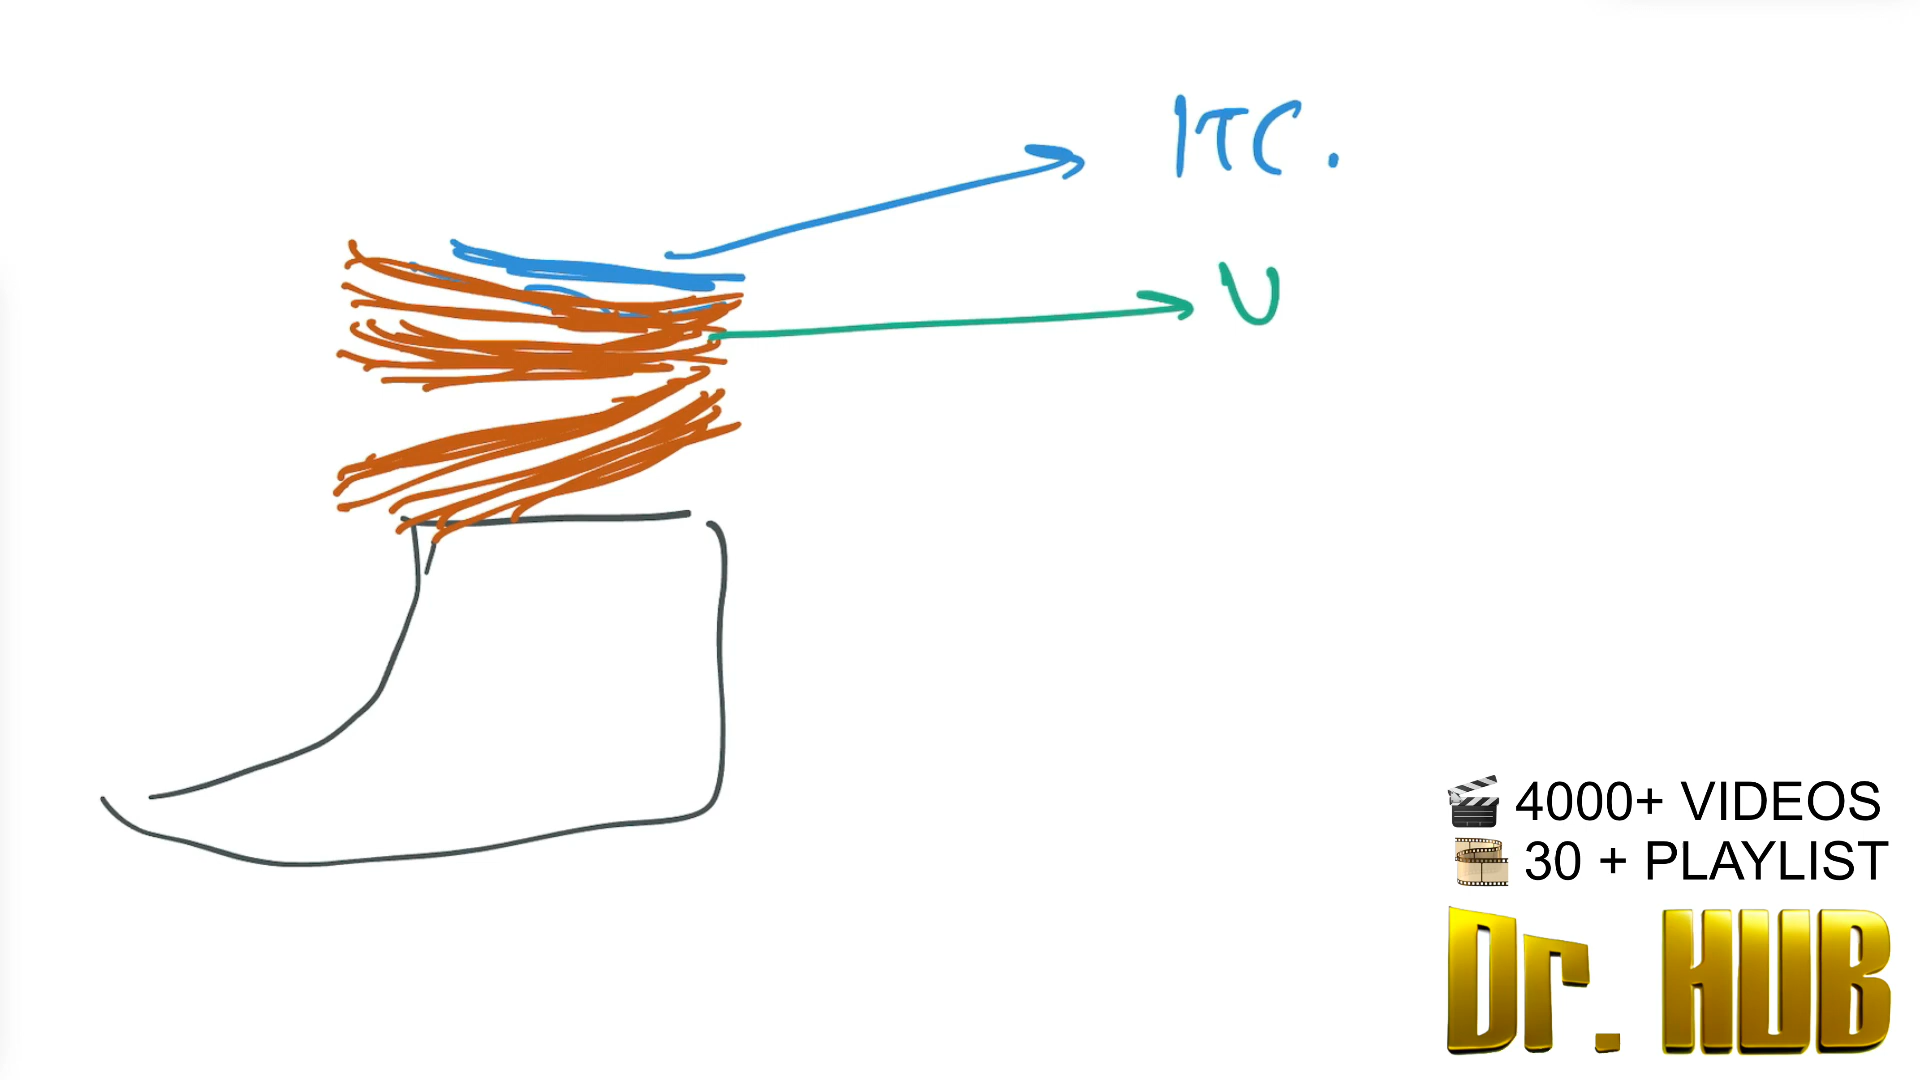 ITC.
U
4000+ VIDEOS
30 + PLAYLIST
Dr. HUB